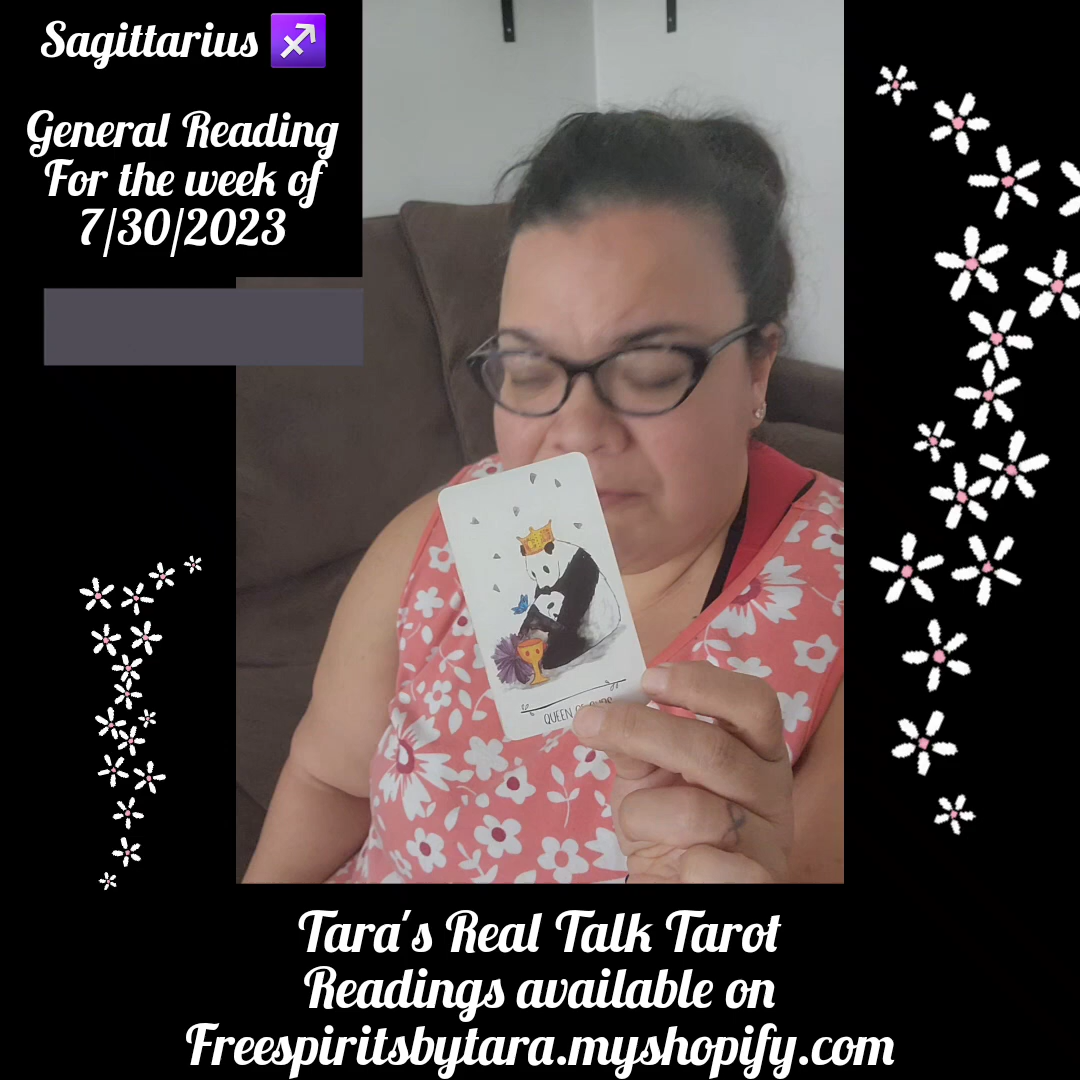 Sagittarius ♐
General Reading
For the week of
7/30/2023
QUEEN
Tara's Real Talk Tarot
Readings available on
Freespiritsbytara.myshopify.com